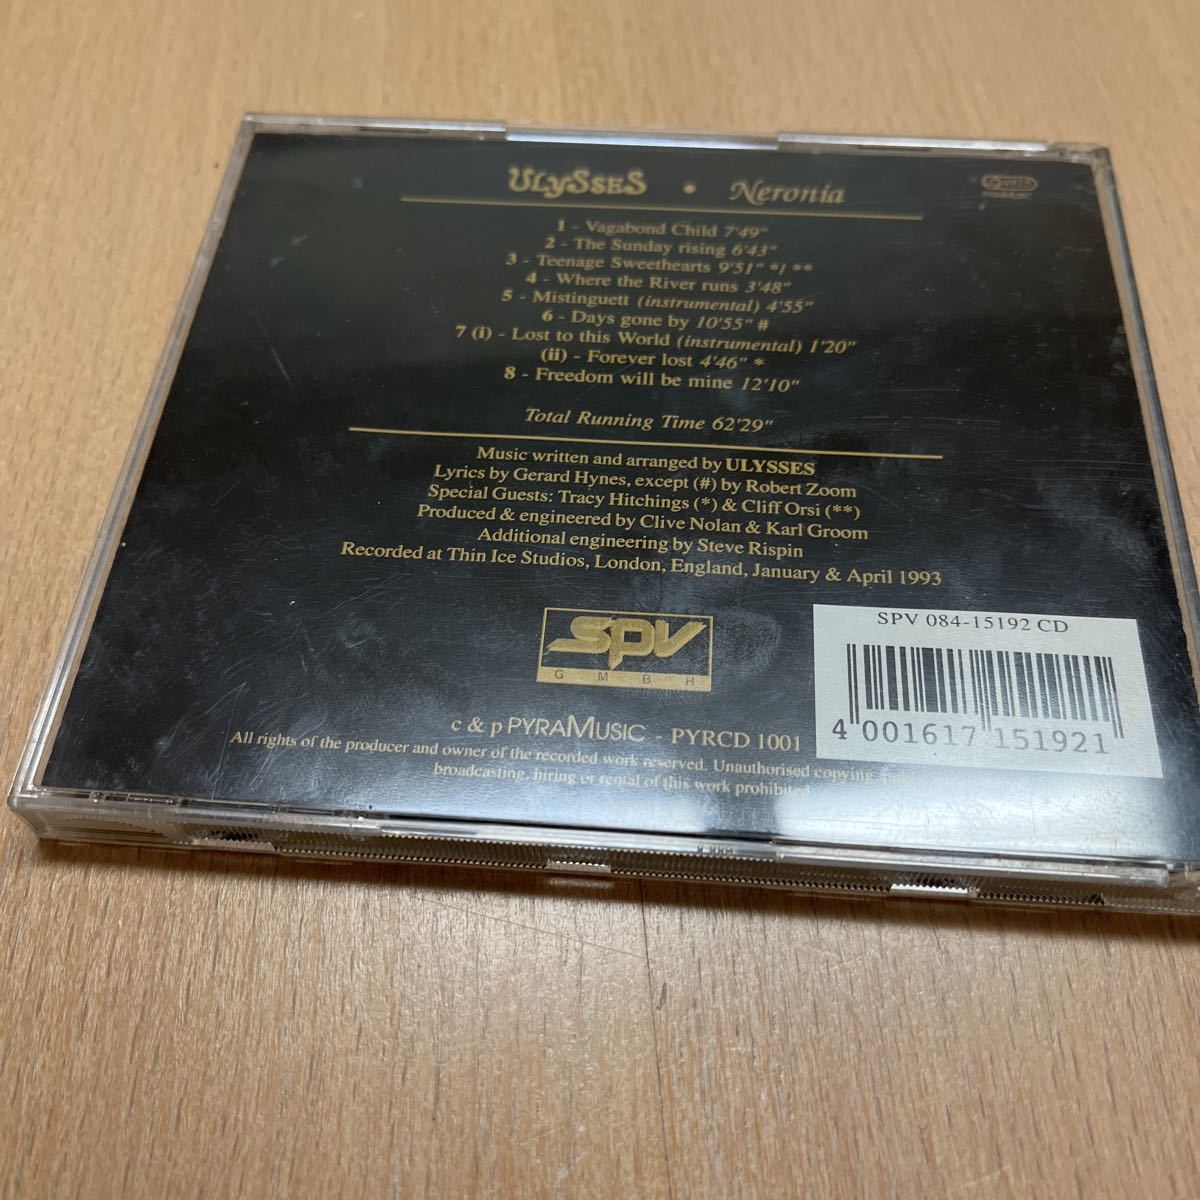 ULYSSES • Neronia
1 - Vagabond Child 7'49"
2 - The Sunday rising 6'43"
3 - Teenage Sweethearts 9'51" */ **
4 - Where the River runs 3'48"
5 - Mistinguett (instrumental) 4'55"
6 - Days gone by 10'55" #
7 (i) - Lost to this World (instrumental) 1'20"
(ii) - Forever lost 4'46" *
8 - Freedom will be mine 12'10"
Total Running Time 62'29"
Music written and arranged by ULYSSES
Lyrics by Gerard Hynes, except (#) by Robert Zoom
Special Guests: Tracy Hitchings (*) & Cliff Orsi (**)
Produced & engineered by Clive Nolan & Karl Groom
Additional engineering by Steve Rispin
Recorded at Thin Ice Studios, London, England, January & April 1993
SPV
GMBH
SPV 084-15192 CD
4 001617 151921
c & p PYRAMUSIC - PYRCD 1001
All rights of the producer and owner of the recorded work reserved. Unauthorised copying
broadcasting, hiring or rental of this work prohibited